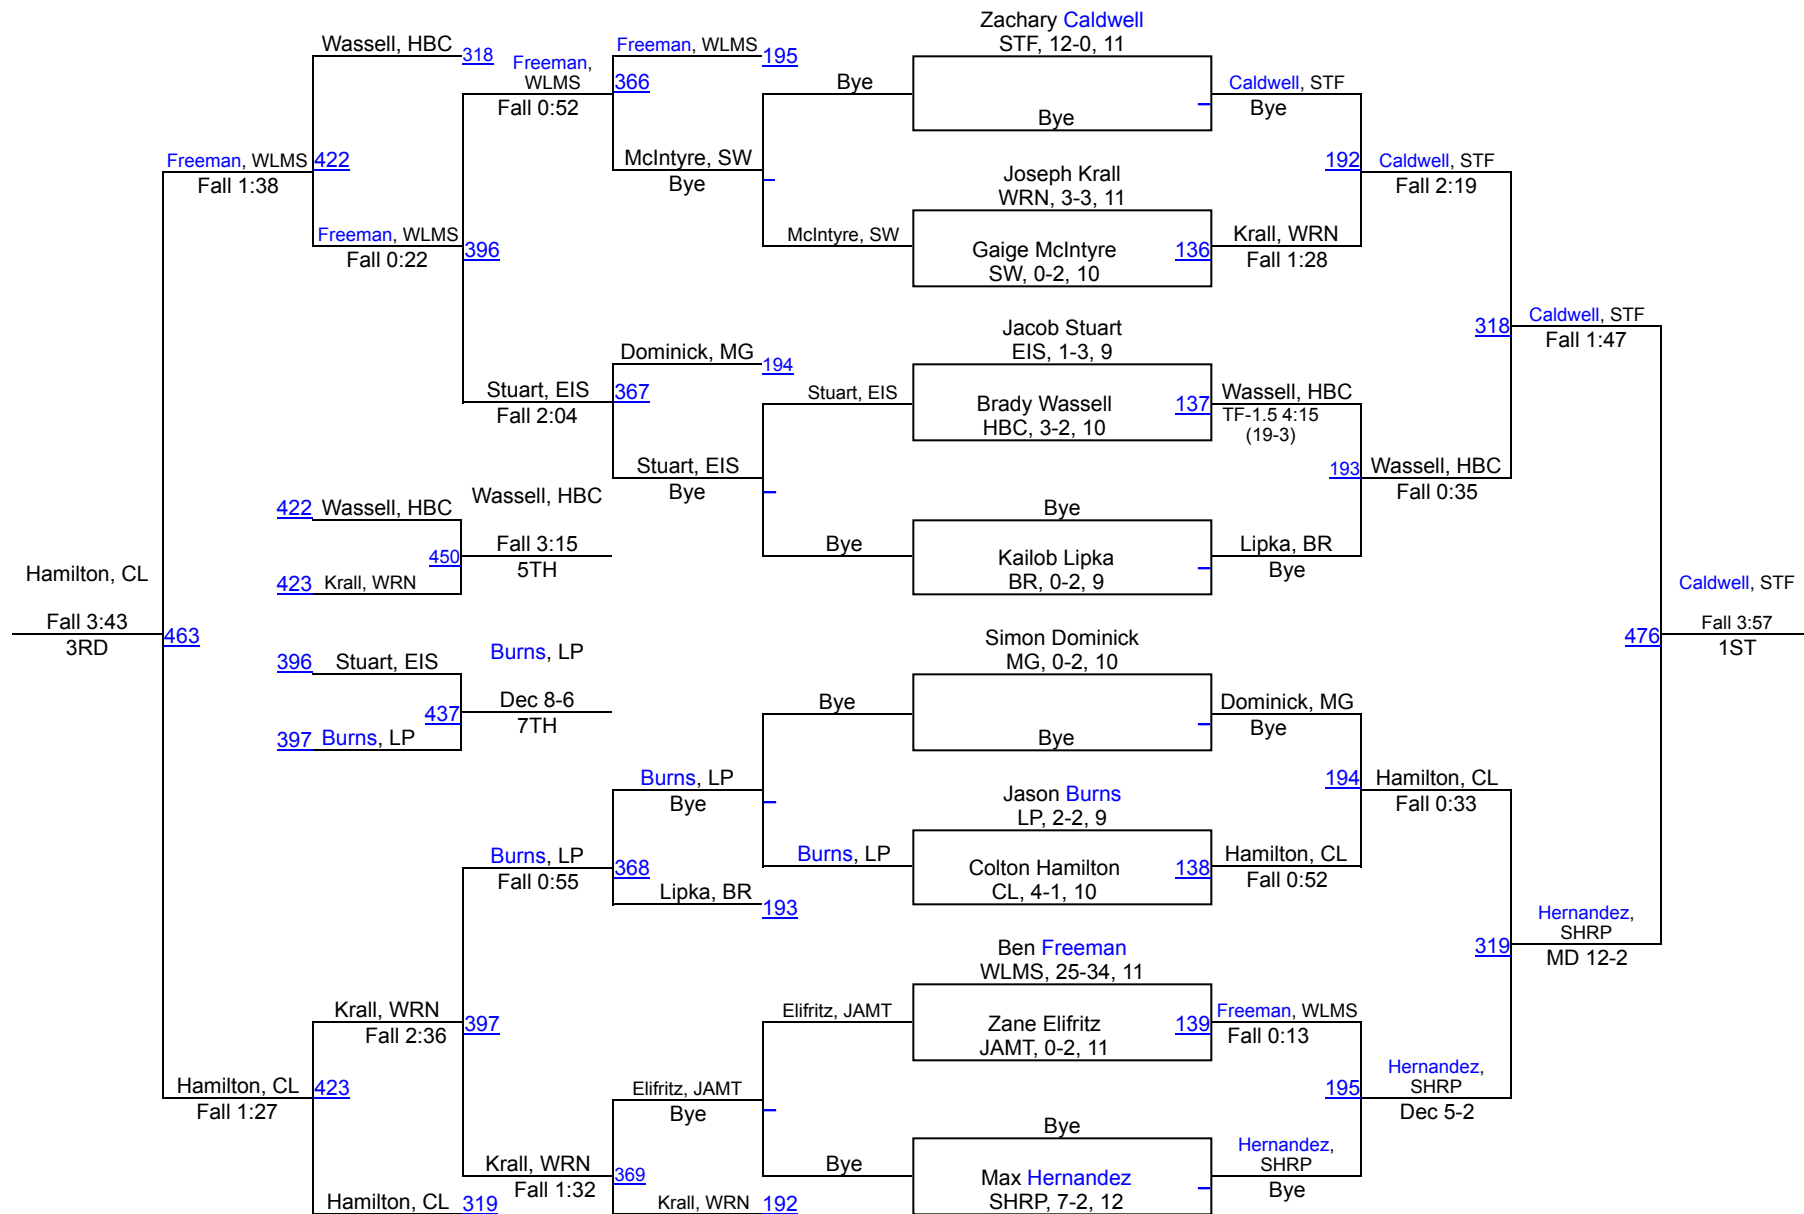 Zachary Caldwell
STF, 12-0, 11
Bye
Joseph Krall
WRN, 3-3, 11
Gaige McIntyre
SW, 0-2, 10
136
Jacob Stuart
EIS, 1-3, 9
Brady Wassell
HBC, 3-2, 10
137
Bye
Kailob Lipka
BR, 0-2, 9
Simon Dominick
MG, 0-2, 10
Bye
Jason Burns
LP, 2-2, 9
Colton Hamilton
CL, 4-1, 10
138
Ben Freeman
WLMS, 25-34, 11
Zane Elifritz
JAMT, 0-2, 11
139
Bye
Max Hernandez
SHRP, 7-2, 12
Caldwell, STF
Bye
192
Krall, WRN
Fall 1:28
Wassell, HBC
TF-1.5 4:15
(19-3)
193
Lipka, BR
Bye
Dominick, MG
Bye
194
Hamilton, CL
Fall 0:52
Freeman, WLMS
Fall 0:13
195
Hernandez,
SHRP
Bye
Caldwell, STF
Fall 2:19
318
Wassell, HBC
Fall 0:35
Hamilton, CL
Fall 0:33
319
Hernandez,
SHRP
Dec 5-2
Caldwell, STF
Fall 1:47
476
Hernandez,
SHRP
MD 12-2
Caldwell, STF
Fall 3:57
1ST
Bye
McIntyre, SW
Stuart, EIS
Bye
Bye
Burns, LP
Elifritz, JAMT
Bye
Freeman, WLMS
195
366
McIntyre, SW
Bye
Dominick, MG
194
367
Stuart, EIS
Bye
Burns, LP
Bye
368
Lipka, BR
193
Elifritz, JAMT
Bye
369
Krall, WRN
192
Freeman,
WLMS
Fall 0:52
396
Stuart, EIS
Fall 2:04
Burns, LP
Fall 0:55
397
Krall, WRN
Fall 1:32
Wassell, HBC
318
422
Freeman, WLMS
Fall 0:22
Krall, WRN
Fall 2:36
423
Hamilton, CL
319
Freeman, WLMS
Fall 1:38
463
Hamilton, CL
Fall 1:27
Hamilton, CL
Fall 3:43
3RD
422
Wassell, HBC
450
423
Krall, WRN
Wassell, HBC
Fall 3:15
5TH
396
Stuart, EIS
437
397
Burns, LP
Burns, LP
Dec 8-6
7TH